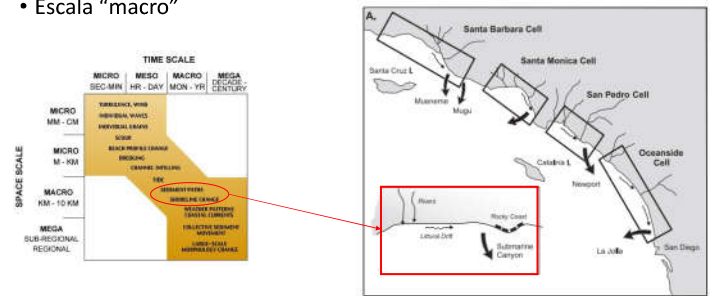 • Escala “macro”
TIME SCALE
MICRO MESO MACRO MEGA
SEC-MIN HR - DAY MON - YR DECADE - CENTURY
SPACE SCALE
MICRO
MM - CM
MICRO
M - KM
MACRO
KM - 10 KM
MEGA
SUB-REGIONAL
REGIONAL
TURBULENCE, WIND
INDIVIDUAL WAVES
INDIVIDUAL GRAINS
SCOUR
BEACH PROFILE CHANGE
DREDGING
CHANNEL INFILLING
TIDE
SEDIMENT PATHS
SHORELINE CHANGE
WEATHER PATTERNS
COASTAL CURRENTS
COLLECTIVE SEDIMENT
MOVEMENT
LARGE-SCALE
MORPHOLOGY CHANGE
A.
Santa Barbara Cell
Santa Cruz I.
Mueneme
Mugu
Santa Monica Cell
San Pedro Cell
Catalina I.
Newport
Oceanside
Cell
La Jolla
San Diego
Rivers
Littoral Drift
Rocky Coast
Submarine
Canyon